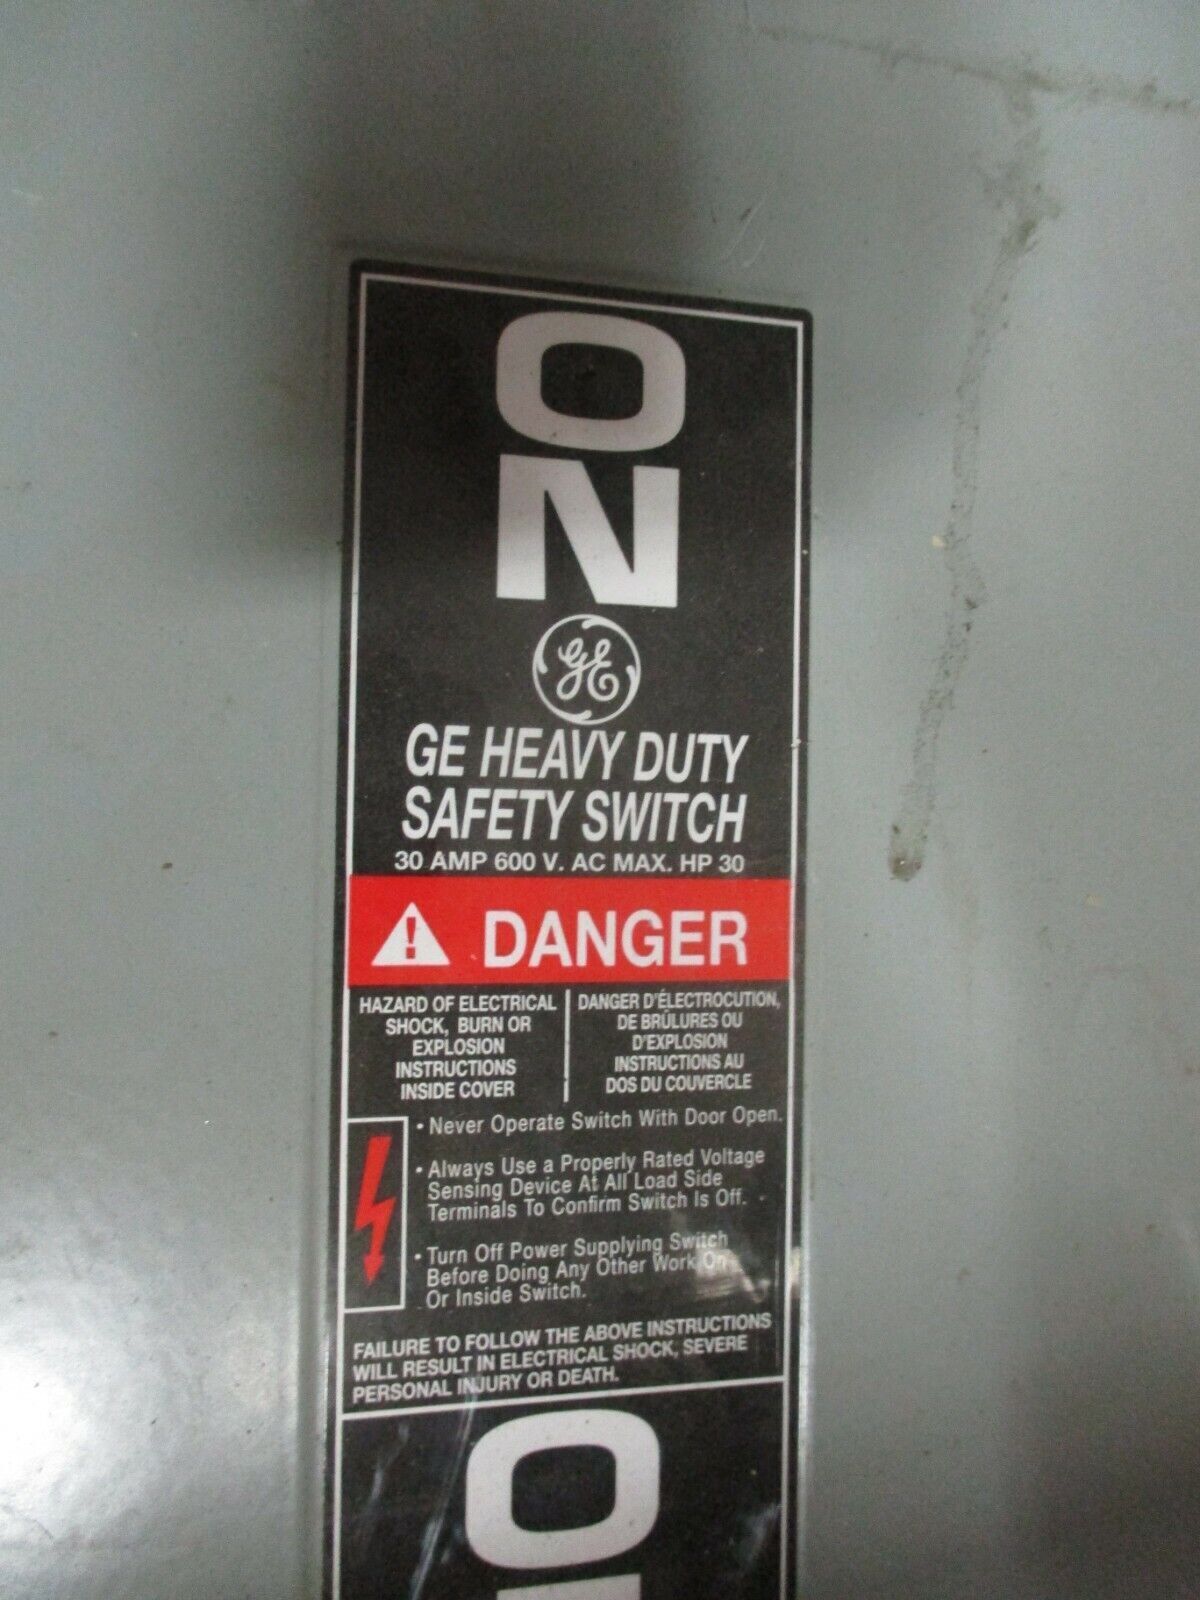 ON
GE
GE HEAVY DUTY
SAFETY SWITCH
30 AMP 600 V. AC MAX. HP 30
DANGER
HAZARD OF ELECTRICAL
SHOCK, BURN OR
EXPLOSION
INSTRUCTIONS
INSIDE COVER
DANGER D'ÉLECTROCUTION,
DE BRÛLURES OU
D'EXPLOSION
INSTRUCTIONS AU
DOS DU COUVERCLE
• Never Operate Switch With Door Open.
• Always Use a Properly Rated Voltage
Sensing Device At All Load Side
Terminals To Confirm Switch Is Off.
• Turn Off Power Supplying Switch
Before Doing Any Other Work On
Or Inside Switch.
FAILURE TO FOLLOW THE ABOVE INSTRUCTIONS
WILL RESULT IN ELECTRICAL SHOCK, SEVERE
PERSONAL INJURY OR DEATH.
O